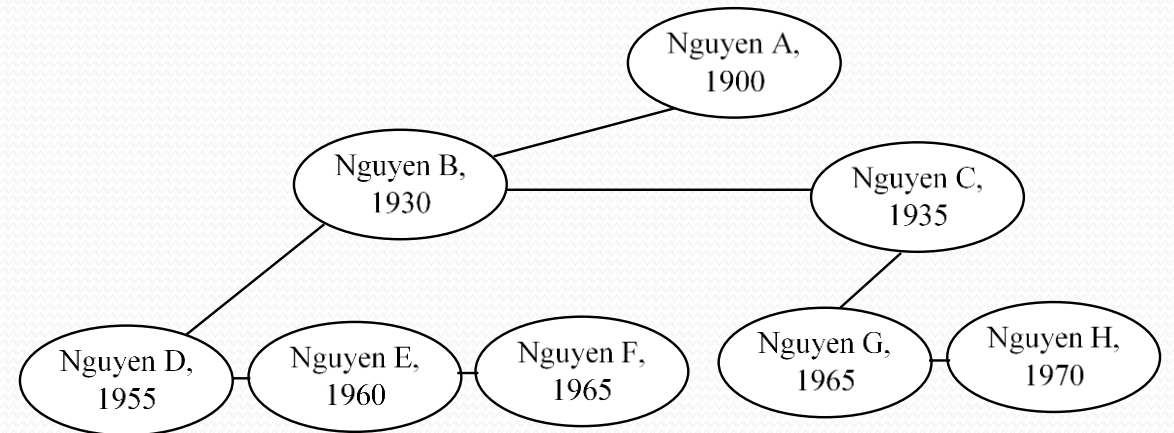 Nguyen A,
1900
Nguyen B,
1930
Nguyen C,
1935
Nguyen D,
1955
Nguyen E,
1960
Nguyen F,
1965
Nguyen G,
1965
Nguyen H,
1970